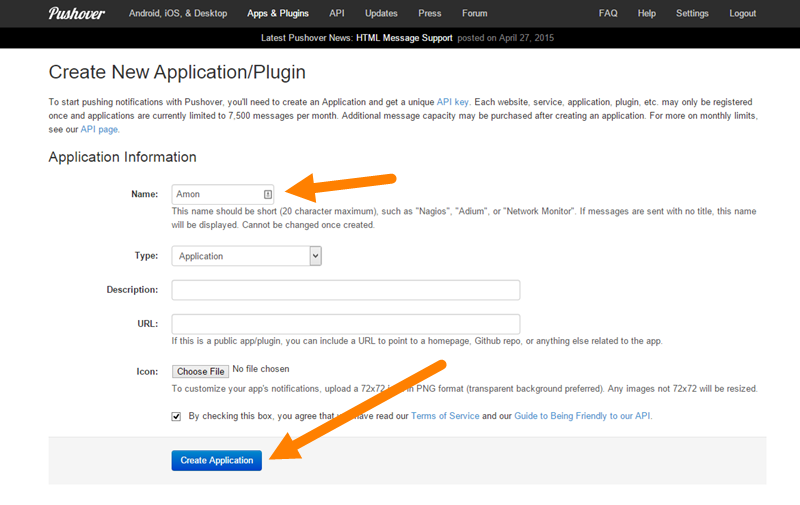 Pushover Android, iOS, & Desktop Apps & Plugins API Updates Press Forum FAQ Help Settings Logout
Latest Pushover News: HTML Message Support posted on April 27, 2015
Create New Application/Plugin
To start pushing notifications with Pushover, you'll need to create an Application and get a unique API key. Each website, service, application, plugin, etc. may only be registered
once and applications are currently limited to 7,500 messages per month. Additional message capacity may be purchased after creating an application. For more on monthly limits,
see our API page.
Application Information
Name: Amon
This name should be short (20 character maximum), such as "Nagios", "Adium", or "Network Monitor". If messages are sent with no title, this name
will be displayed. Cannot be changed once created.
Type: Application
Description:
URL:
If this is a public app/plugin, you can include a URL to point to a homepage, Github repo, or anything else related to the app.
Icon: Choose File No file chosen
To customize your app's notifications, upload a 72x72 in PNG format (transparent background preferred). Any images not 72x72 will be resized.
By checking this box, you agree that have read our Terms of Service and our Guide to Being Friendly to our API.
Create Application